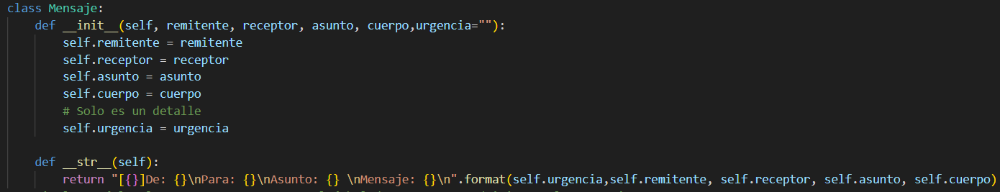 class Mensaje:
    def __init__(self, remitente, receptor, asunto, cuerpo,urgencia=""):
        self.remitente = remitente
        self.receptor = receptor
        self.asunto = asunto
        self.cuerpo = cuerpo
        # Solo es un detalle
        self.urgencia = urgencia

    def __str__(self):
        return "[{}]De: {}\nPara: {}\nAsunto: {} \nMensaje: {}\n".format(self.urgencia,self.remitente, self.receptor, self.asunto, self.cuerpo)